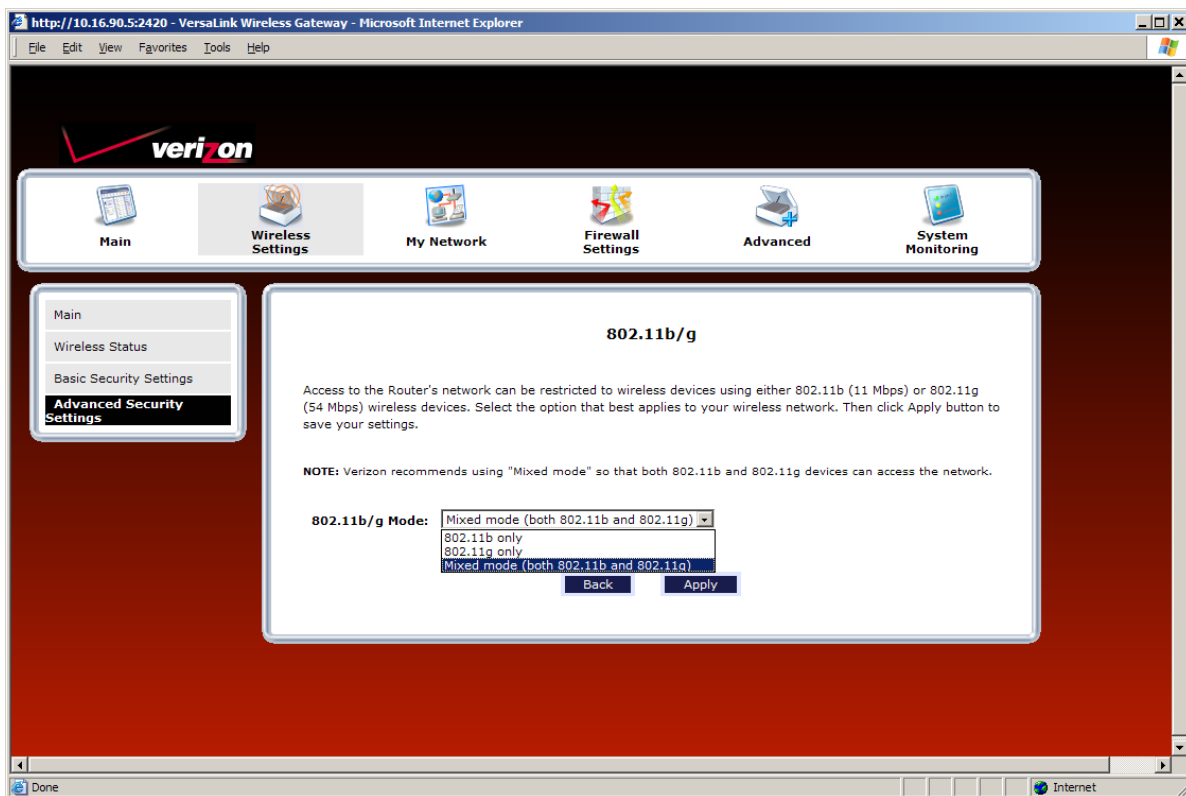 http://10.16.90.5:2420 - VersaLink Wireless Gateway - Microsoft Internet Explorer
File Edit View Favorites Tools Help
verizon
Main
Wireless
Settings
My Network
Firewall
Settings
Advanced
System
Monitoring
Main
Wireless Status
Basic Security Settings
Advanced Security
Settings
802.11b/g
Access to the Router's network can be restricted to wireless devices using either 802.11b (11 Mbps) or 802.11g
(54 Mbps) wireless devices. Select the option that best applies to your wireless network. Then click Apply button to
save your settings.
NOTE: Verizon recommends using "Mixed mode" so that both 802.11b and 802.11g devices can access the network.
802.11b/g Mode: Mixed mode (both 802.11b and 802.11g)
802.11b only
802.11g only
Mixed mode (both 802.11b and 802.11g)
Back Apply
Done Internet